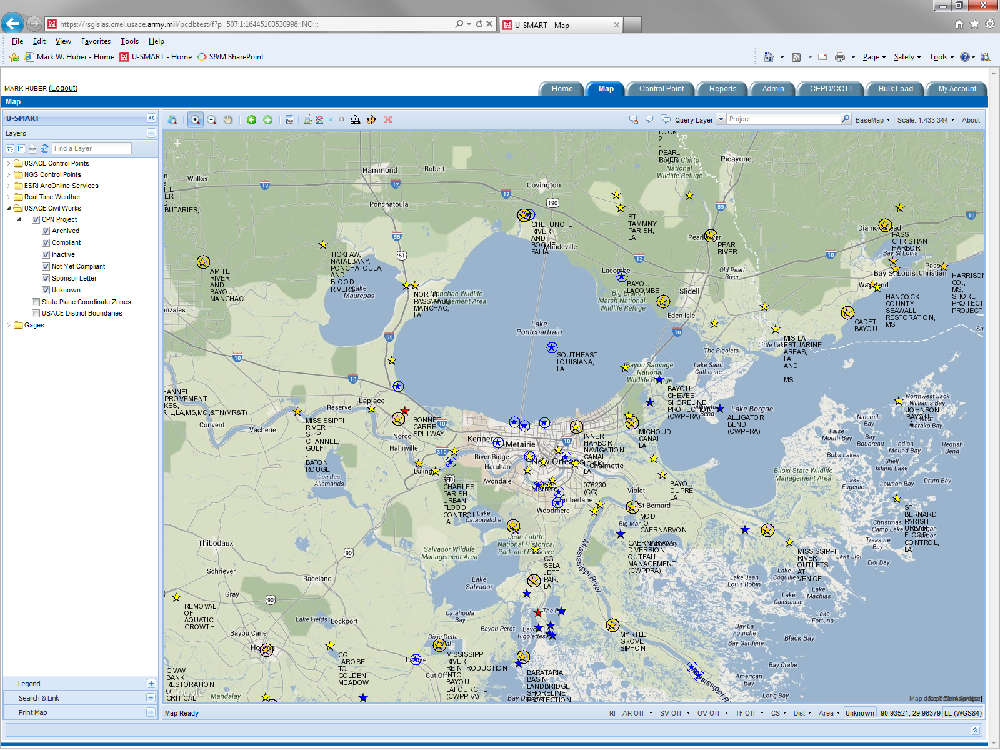 https://rsgisias.crrel.usace.army.mil/pcdbtest/f?p=507:1:16445103530998::NO:::
U-SMART - Map
File Edit View Favorites Tools Help
Mark W. Huber - Home U-SMART - Home S&M SharePoint
Page Safety Tools
MARK HUBER (Logout)
Home Map Control Point Reports Admin CEPD/CCTT Bulk Load My Account
Map
U-SMART
Query Layer: Project BaseMap Scale: 1:433,344 About
Layers
Find a Layer
USACE Control Points
NGS Control Points
ESRI ArcOnline Services
Real Time Weather
USACE Civil Works
CPN Project
Archived
Compliant
Inactive
Not Yet Compliant
Sponsor Letter
Unknown
State Plane Coordinate Zones
USACE District Boundaries
Gages
Legend
Search & Link
Print Map
LOCK
2
-
PEARL
RIVER
Chitto
National
Wildlife Refuge
Picayune
Hammond
Robert
Walker
12
12
12
Covington
190
Ponchatoula
59
10
BUTARIES,
ST
TAMMNY
PARISH,
LA
CHEFUNCTE
RIVER
AND
BOGUE
FALIA
Mandeville
PEARL
RIVER
PASS
CHRISTIAN
HARBOR
Bay St Louis
55
51
12
10
TICKFAW,
NATALBANY,
PONCHATOULA,
AND
BLOOD
RIVERS
Lake
Maurepas
AMITE
RIVER
AND
BAYOU
MANCHAC
Lacombe
BAYOU
LACOMBE
Big Branch
Marsh National
Wildlife Refuge
Old Pearl
River
Slidell
Eden Isle
Bay St Louis
Pass
Christian
HARRISON
CO.,
MS,
SHORE
PROTECT
PROJECT
HANCOCK
COUNTY
SEAWALL
RESTORATION,
MS
CADET
BAYOU
NORTH
PASS
MANCHAC,
LA
Manchac Wildlife
Management Area
nzales
Lake
Pontchartrain
55
10
10
10
SOUTHEAST
LOUISIANA,
LA
The Rigolets
Little Lake
MIS-LA
ESTUARINE
AREAS,
LA
AND
MS
Lake Saint
Catherine
Bayou Sauvage
National
Wildlife Refuge
BAYOU
CHEVEE
SHORELINE
PROTECTION
(CWPPRA)
Bend
Lake Borgne
ALLIGATOR
BEND
(CWPPRA)
HANNEL
PROVEMENT
KES,
R,IL,LA,MS,MO,&TN(MR&T)
Convent
Vacherie
Reserve
Laplace
MISSISSIPPI
RIVER
SHIP
CHANNEL,
GULF
-
BATON
ROUGE
Lac des
Allemands
BONNET
CARRE
SPILLWAY
Norco
Hahnville
310
10
10
Luling
Kenner
Metairie
River Ridge
Harahan
Avondale
New Orleans
INNER
HARBOR
NAVIGATION
CANAL
LOCK,
LA
-
076230
(CG)
Chalmette
MICHOUD
CANAL
LA
BAYOU
DUPRE
LA
Violet
St Bernard
Woodmere
ST
CHARLES
PARISH
URBAN
FLOOD
CONTROL,
LA
Lake
Cataouatche
MOD
TO
CAERNARVON
Big Mar
CAERNARVON
DIVERSION
OUTFALL
MANAGEMENT
(CWPPRA)
Northwest Jack
Williams Bay
JOHNSON
BAYOU,
LA
West
Karako Bay
Ninemile
Bay
False
Mouth Bay
Bay
Boudreau
Indian
Mound Bay
Redfish
Bay
Bobs Lake
Shell
Island Lake
Biloxi State Wildlife
Management Area
Lake
Eugenie
Lawson Bay
Drum Bay
ST
BERNARD
PARISH
URBAN
FLOOD
CONTROL,
LA
Christmas
Camp Lake
Treasure
Bay
Lake Eloi
Eloi Bay
Thibodaux
90
Schriever
Gray
Raceland
90
Salvador Wildlife
Management Area
Jean Lafitte
National Historical
Park and Preserve
CG
SELA
JEFF
PAR,
LA
Lake
Salvador
Mississippi River
MISSISSIPPI
RIVER
OUTLETS
AT
VENICE
Lake Jean
Louis Robin
Lake
Coquille
Lake
Machias
Lake
Calebasse
Lake
Fortuna
REMOVAL
OF
AQUATIC
GROWTH
Lake Fields
Lockport
Bayou Cane
Houma
Catahoula
Bay
Bayou Perot
Rigolettes
Dixie Delta
Larose
Cut Off
CG
LAROSE
TO
GOLDEN
MEADOW
MISSISSIPPI
RIVER
REINTRODUCTION
INTO
BAYOU
LAFOURCHE
(CWPPRA)
MYRTLE
GROVE
SIPHON
Bay La
Fourche
Bay Gardene
Black Bay
Bay Crabe
American
Bay
Long Bay
BARATARIA
BASIN
LANDBRIDGE
SHORELINE
PROTECTION,
GIWW
BANK
RESTORATION
OF
CRITICAL
Mandalay
Map Ready
RI AR Off SV Off OV Off TF Off CS Dist Area Unknown -90.93521, 29.96379 LL (WGS84)